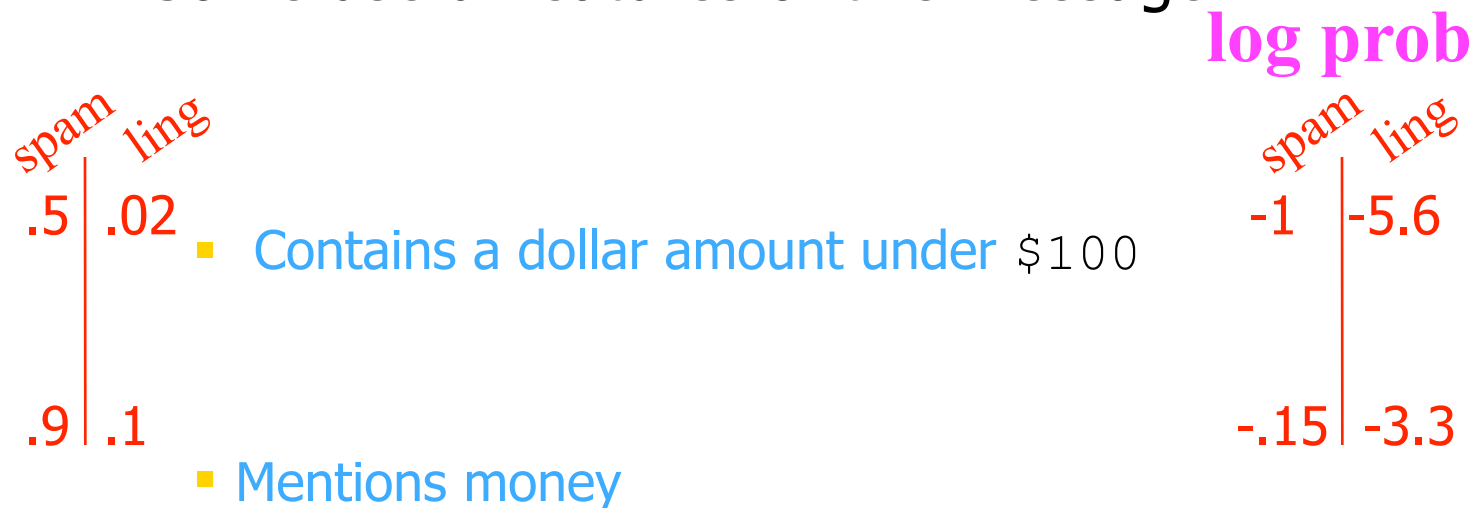 log prob
spam ling spam ling
.5 .02 -1 -5.6
Contains a dollar amount under $100
.9 .1 -.15 -3.3
Mentions money